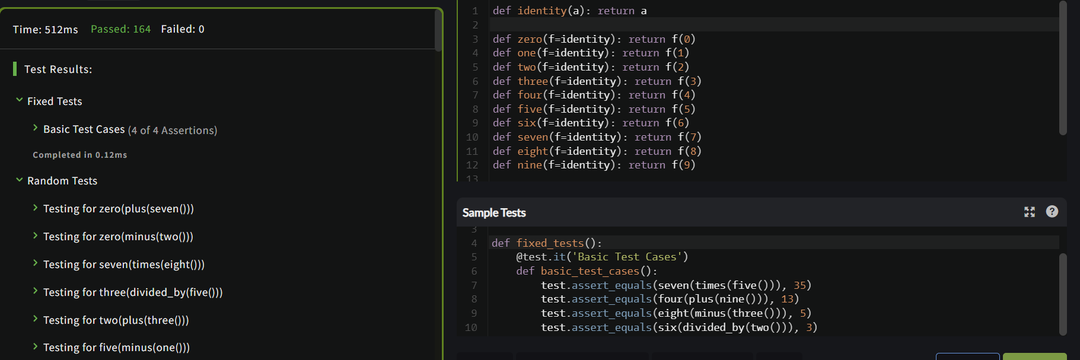 Time: 512ms Passed: 164 Failed: 0
Test Results:
Fixed Tests
Basic Test Cases (4 of 4 Assertions)
Completed in 0.12ms
Random Tests
Testing for zero(plus(seven()))
Testing for zero(minus(two()))
Testing for seven(times(eight()))
Testing for three(divided_by(five()))
Testing for two(plus(three()))
Testing for five(minus(one()))
1 def identity(a): return a
2
3 def zero(f=identity): return f(0)
4 def one(f=identity): return f(1)
5 def two(f=identity): return f(2)
6 def three(f=identity): return f(3)
7 def four(f=identity): return f(4)
8 def five(f=identity): return f(5)
9 def six(f=identity): return f(6)
10 def seven(f=identity): return f(7)
11 def eight(f=identity): return f(8)
12 def nine(f=identity): return f(9)
13
Sample Tests
3
4 def fixed_tests():
5 @test.it('Basic Test Cases')
6 def basic_test_cases():
7 test.assert_equals(seven(times(five())), 35)
8 test.assert_equals(four(plus(nine())), 13)
9 test.assert_equals(eight(minus(three())), 5)
10 test.assert_equals(six(divided_by(two())), 3)